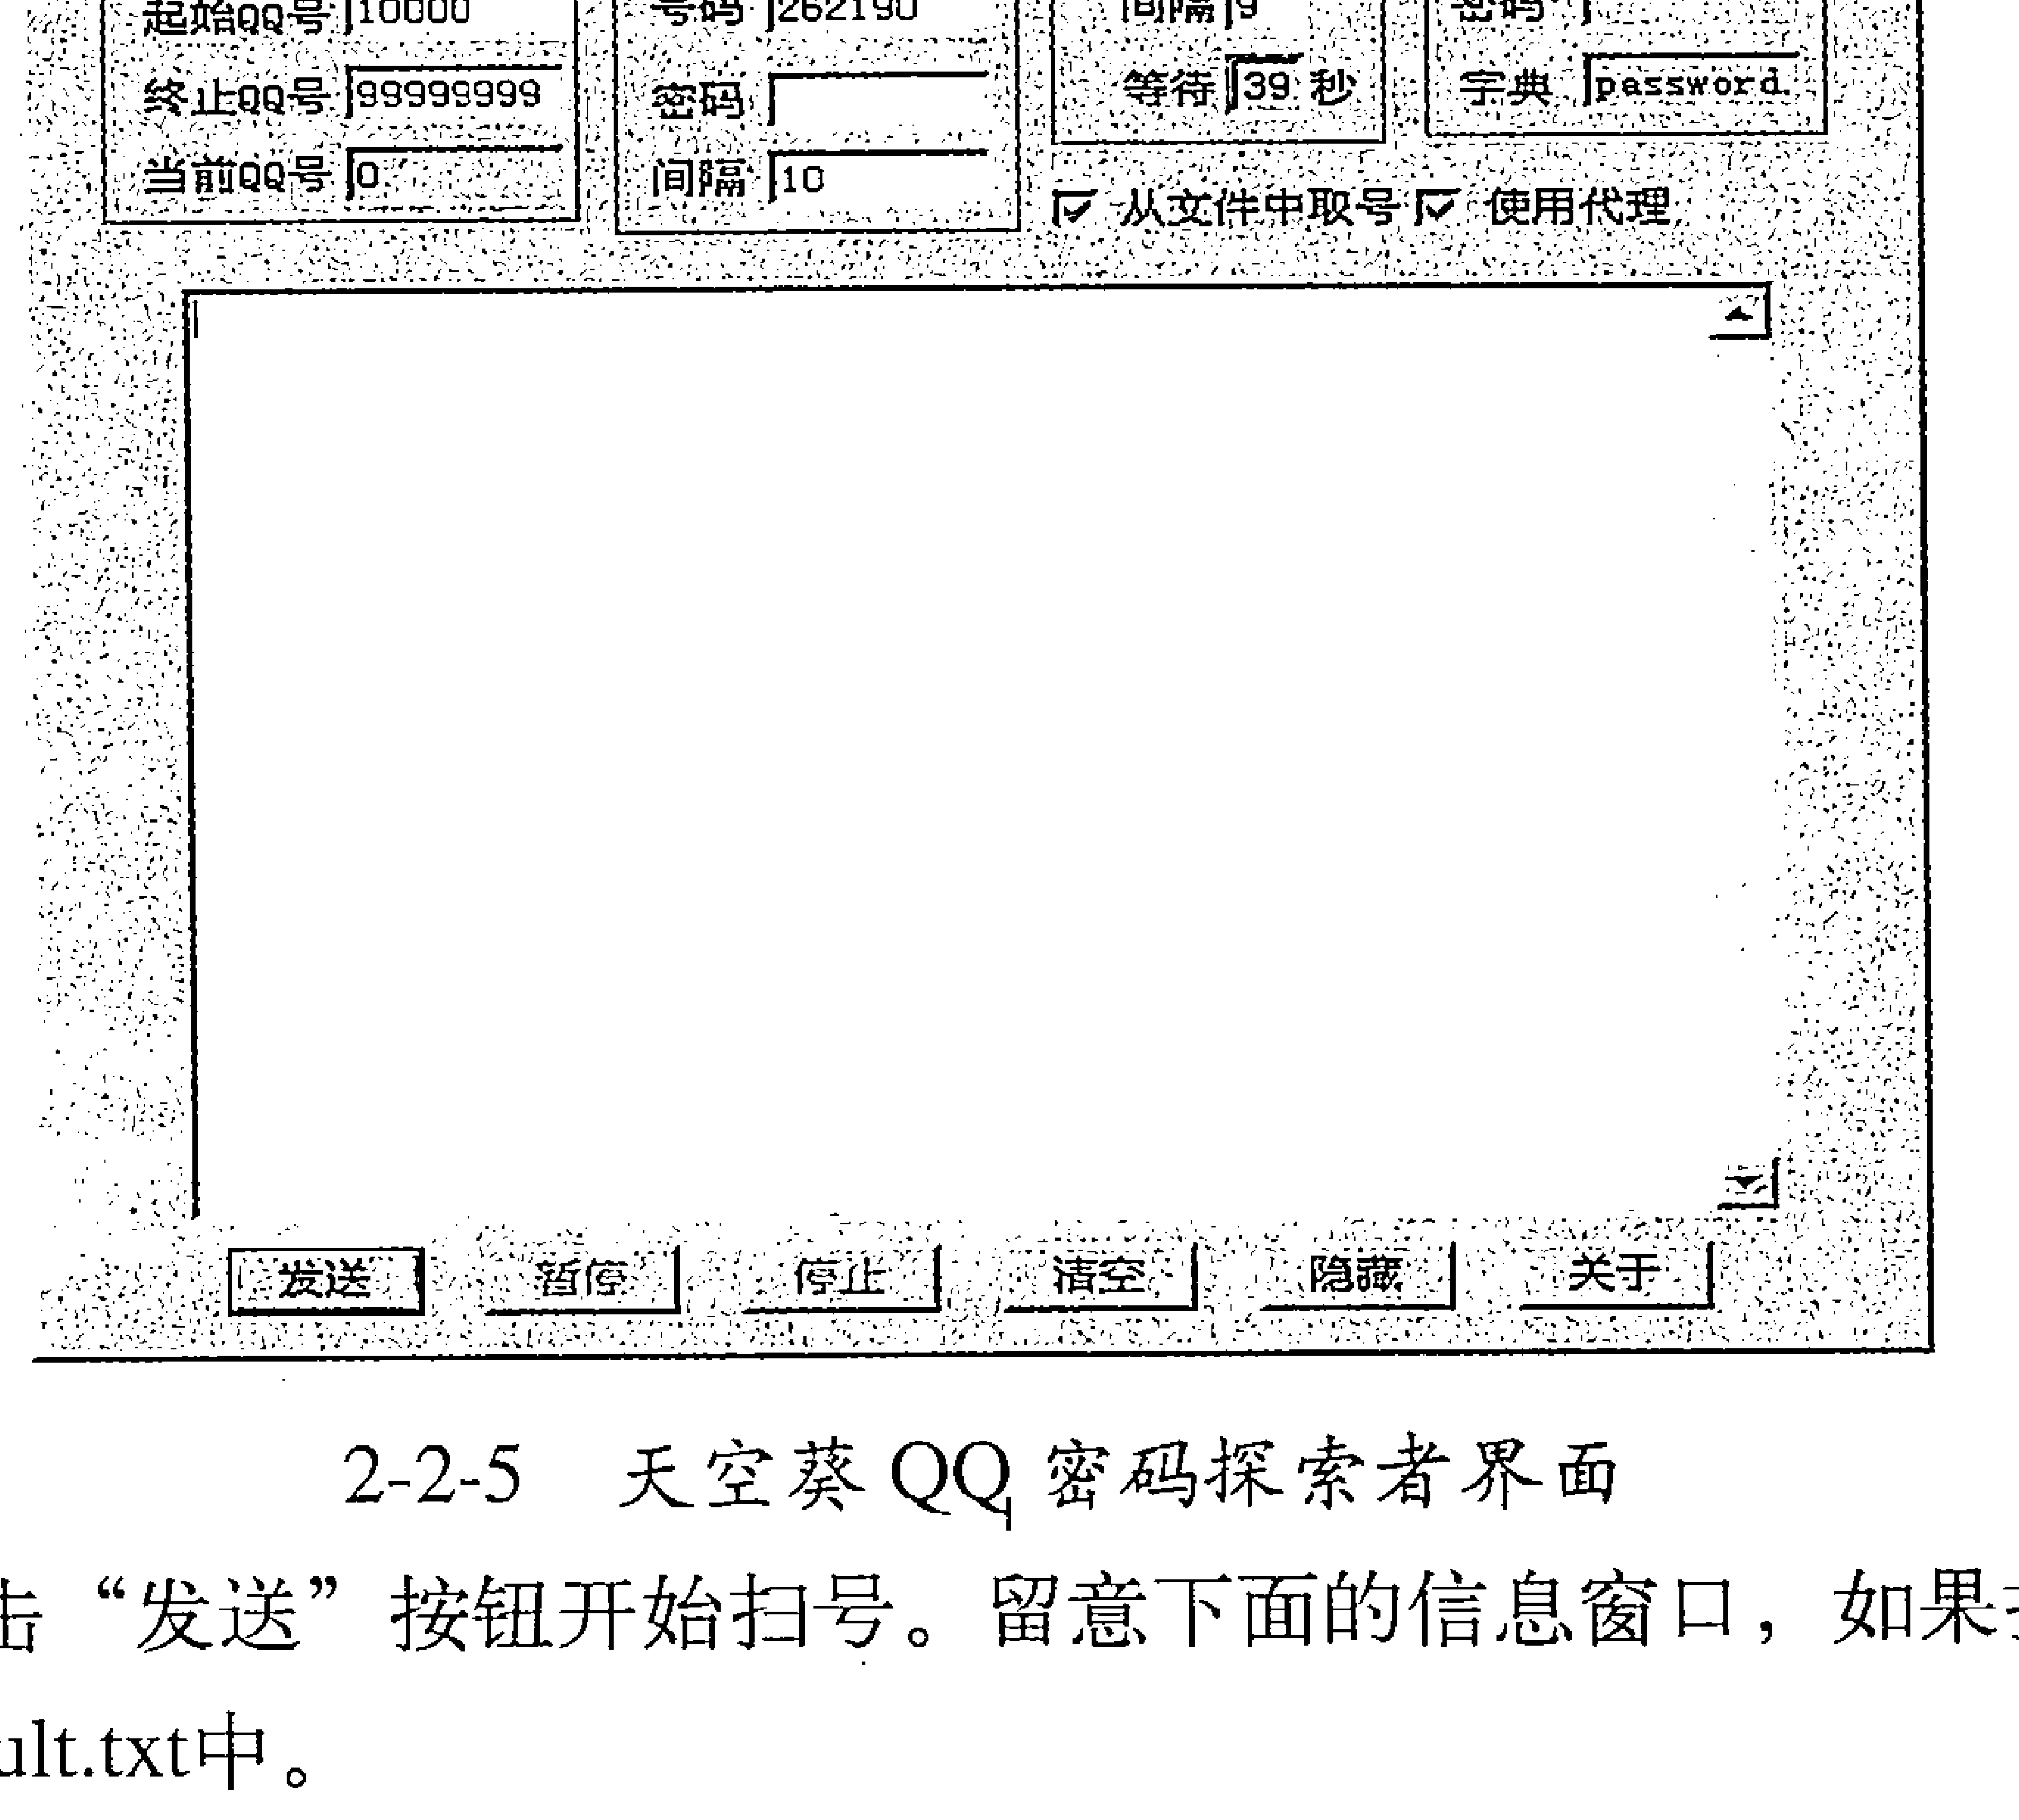 起始QQ号 10000 号码 262190 间隔 9 密码
终止QQ号 99999999 密码 等待 39 秒 字典 password.
当前QQ号 0 间隔 10 从文件中取号 使用代理
发送 暂停 停止 清空 隐藏 关于
2-2-5 天空葵 QQ 密码探索者界面
击“发送”按钮开始扫号。留意下面的信息窗口，如果
ult.txt中。